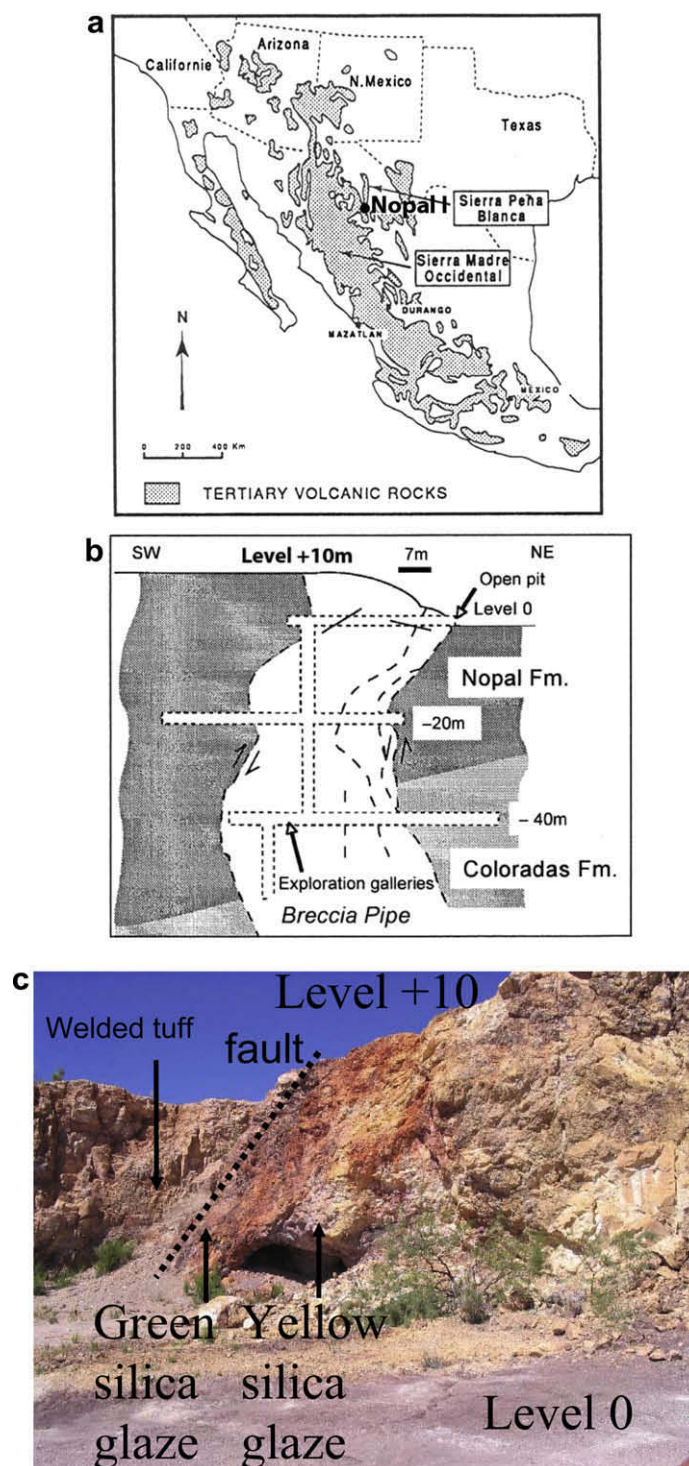 a
Arizona
Californie
N.Mexico
Texas
Nopal I
Sierra Peña
Blanca
Sierra Madre
Occidental
N
DURANGO
MAZATLAN
MEXICO
0 200 400 Km
TERTIARY VOLCANIC ROCKS
b
SW
Level +10m
7m
NE
Open pit
Level 0
Nopal Fm.
–20m
– 40m
Exploration galleries
Coloradas Fm.
Breccia Pipe
c
Level +10
Welded tuff
fault
Green
silica
glaze
Yellow
silica
glaze
Level 0